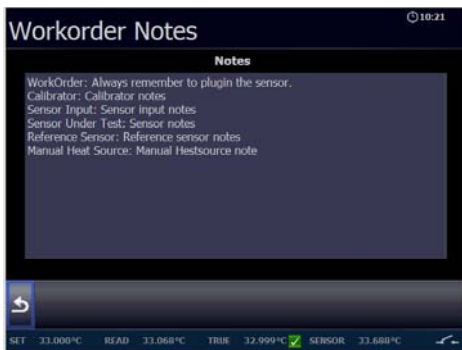 Workorder Notes
10:21
Notes
WorkOrder: Always remember to plugin the sensor.
Calibrator: Calibrator notes
Sensor Input: Sensor input notes
Sensor Under Test: Sensor notes
Reference Sensor: Reference sensor notes
Manual Heat Source: Manual Hestsource note
SET 33.000°C READ 33.068°C TRUE 32.999°C SENSOR 33.688°C